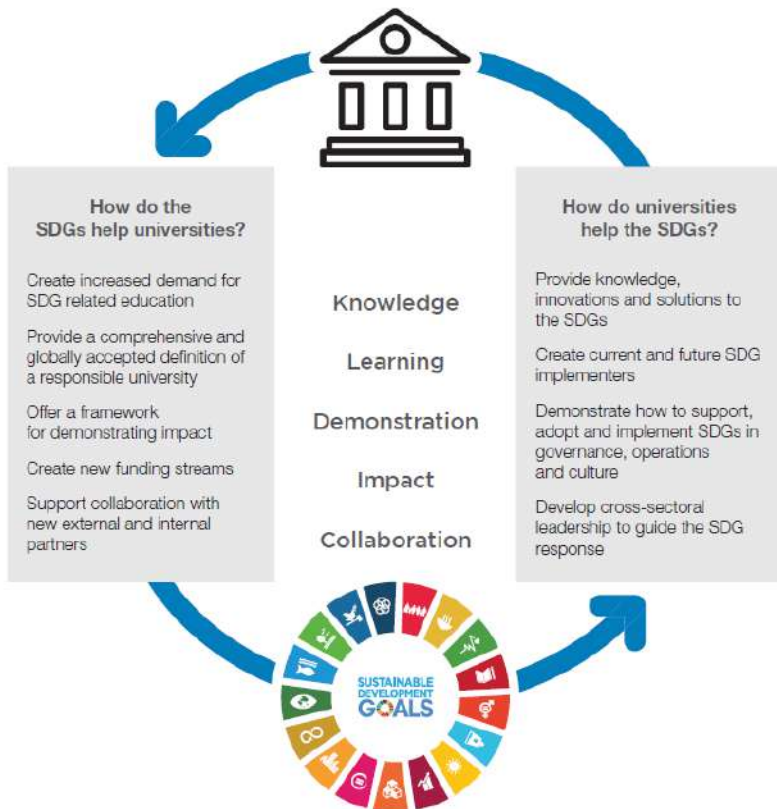 How do the
SDGs help universities?
Create increased demand for
SDG related education
Provide a comprehensive and
globally accepted definition of
a responsible university
Offer a framework
for demonstrating impact
Create new funding streams
Support collaboration with
new external and internal
partners
Knowledge
Learning
Demonstration
Impact
Collaboration
How do universities
help the SDGs?
Provide knowledge,
innovations and solutions to
the SDGs
Create current and future SDG
implementers
Demonstrate how to support,
adopt and implement SDGs in
governance, operations
and culture
Develop cross-sectoral
leadership to guide the SDG
response
SUSTAINABLE
DEVELOPMENT
GOALS